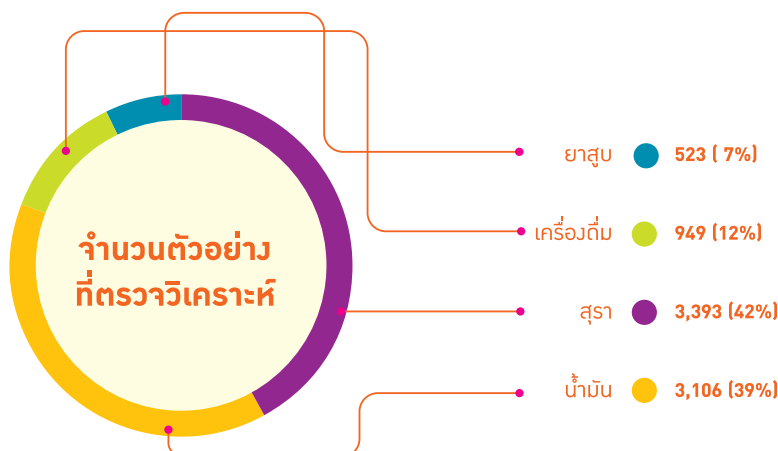 จำนวนตัวอย่าง
ที่ตรวจวิเคราะห์
ยาสูบ 523 ( 7%)
เครื่องดื่ม 949 (12%)
สุรา 3,393 (42%)
น้ำมัน 3,106 (39%)